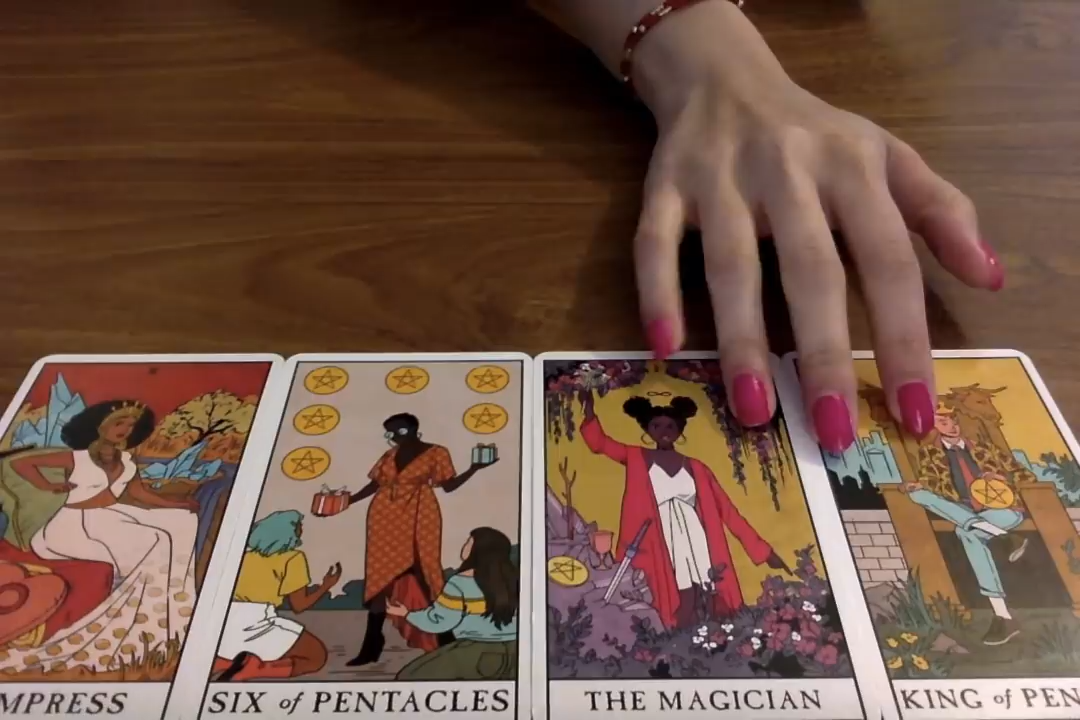 MPRESS
SIX of PENTACLES
THE MAGICIAN
KING of PEN